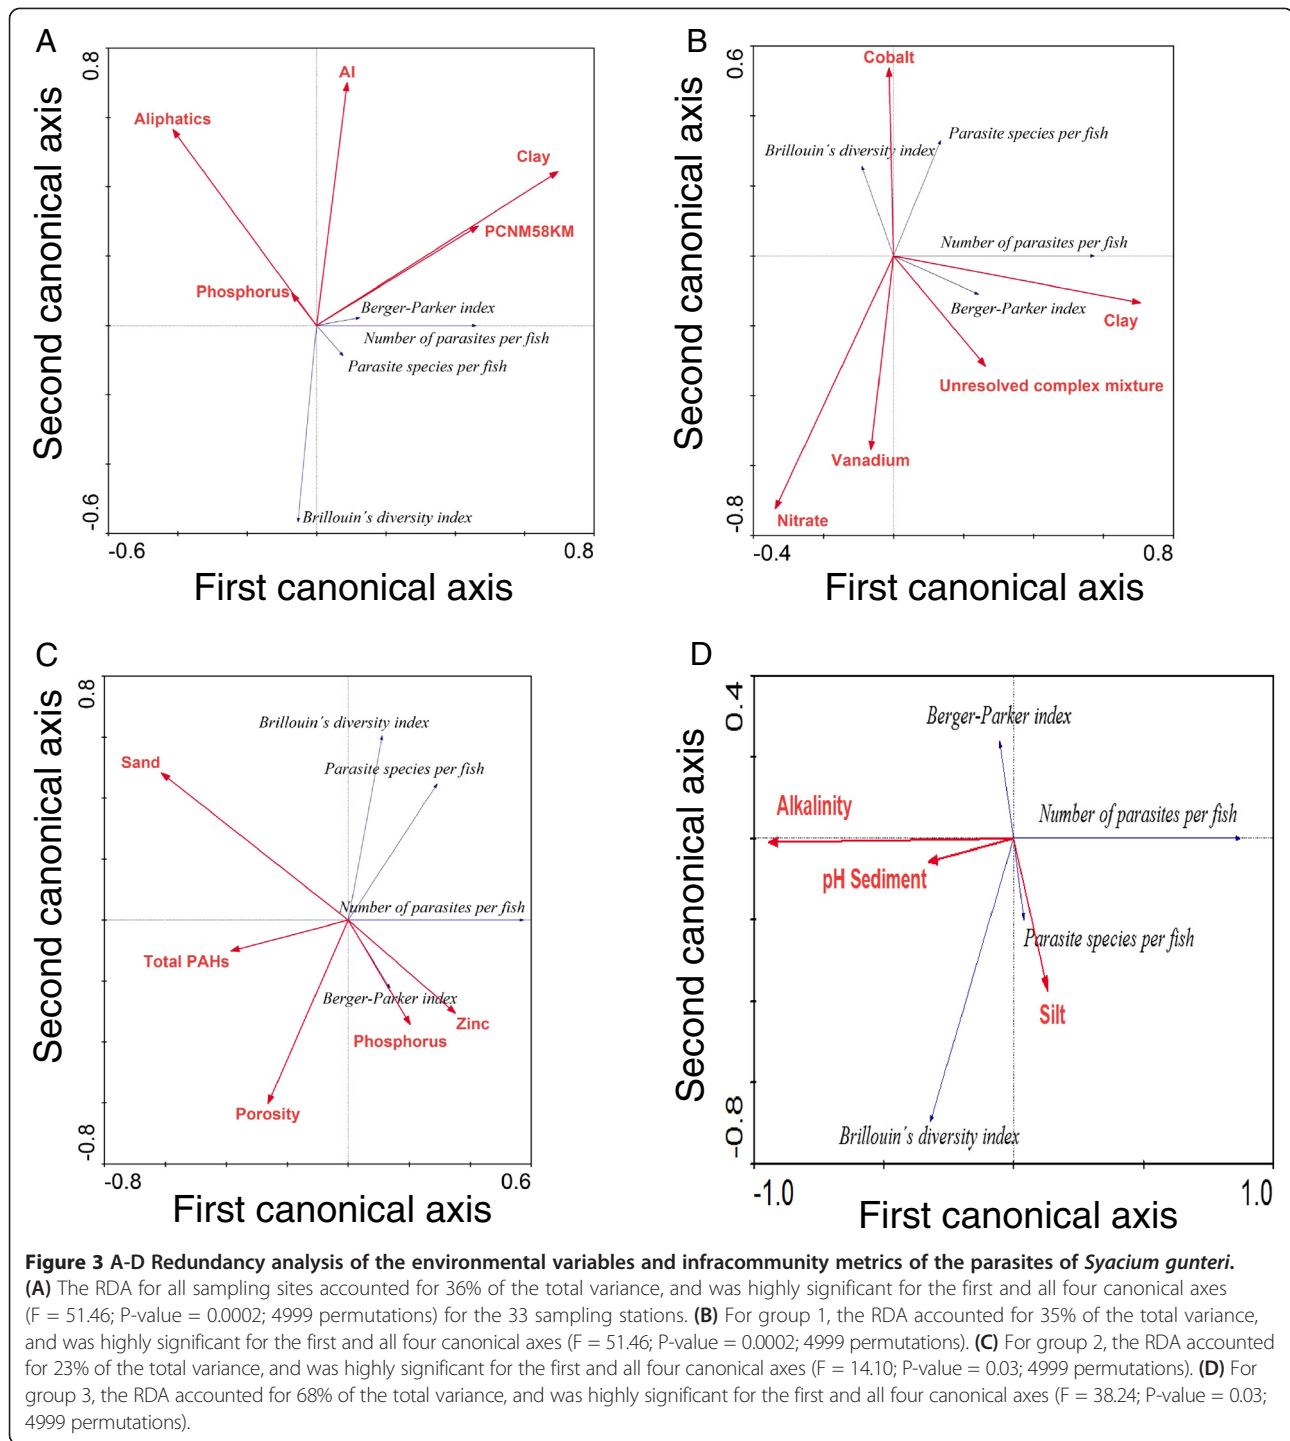 A
0.8
Second canonical axis
-0.6
Al
Aliphatics
Clay
PCNM58KM
Phosphorus
Berger-Parker index
Number of parasites per fish
Parasite species per fish
Brillouin´s diversity index
-0.6
0.8
First canonical axis
B
0.6
Second canonical axis
-0.8
Cobalt
Parasite species per fish
Brillouin´s diversity index
Number of parasites per fish
Berger-Parker index
Clay
Unresolved complex mixture
Vanadium
Nitrate
-0.4
0.8
First canonical axis
C
0.8
Second canonical axis
-0.8
Brillouin´s diversity index
Sand
Parasite species per fish
Number of parasites per fish
Total PAHs
Berger-Parker index
Zinc
Phosphorus
Porosity
-0.8
0.6
First canonical axis
D
0.4
Second canonical axis
-0.8
Berger-Parker index
Alkalinity
Number of parasites per fish
pH Sediment
Parasite species per fish
Silt
Brillouin´s diversity index
-1.0
1.0
First canonical axis
Figure 3 A-D Redundancy analysis of the environmental variables and infracommunity metrics of the parasites of Syacium gunteri.
(A) The RDA for all sampling sites accounted for 36% of the total variance, and was highly significant for the first and all four canonical axes
(F = 51.46; P-value = 0.0002; 4999 permutations) for the 33 sampling stations. (B) For group 1, the RDA accounted for 35% of the total variance,
and was highly significant for the first and all four canonical axes (F = 51.46; P-value = 0.0002; 4999 permutations). (C) For group 2, the RDA accounted
for 23% of the total variance, and was highly significant for the first and all four canonical axes (F = 14.10; P-value = 0.03; 4999 permutations). (D) For
group 3, the RDA accounted for 68% of the total variance, and was highly significant for the first and all four canonical axes (F = 38.24; P-value = 0.03;
4999 permutations).